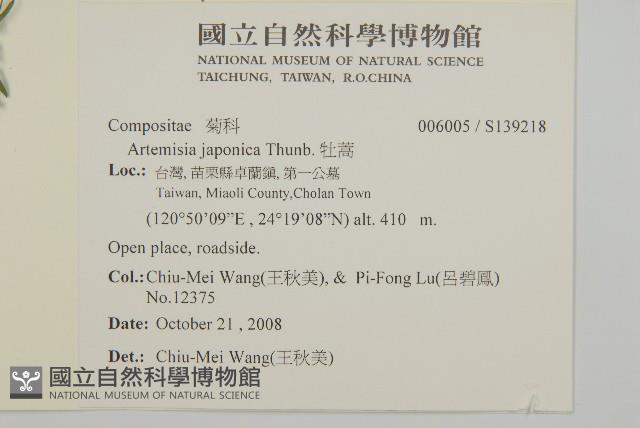 國立自然科學博物館
NATIONAL MUSEUM OF NATURAL SCIENCE
TAICHUNG, TAIWAN, R.O.CHINA
Compositae 菊科 006005 / S139218
Artemisia japonica Thunb. 牡蒿
Loc.: 台灣, 苗栗縣卓蘭鎮, 第一公墓
Taiwan, Miaoli County,Cholan Town
(120°50’09”E , 24°19’08”N) alt. 410 m.
Open place, roadside.
Col.: Chiu-Mei Wang(王秋美), & Pi-Fong Lu(呂碧鳳)
No.12375
Date: October 21 , 2008
Det.: Chiu-Mei Wang(王秋美)
國立自然科學博物館
NATIONAL MUSEUM OF NATURAL SCIENCE